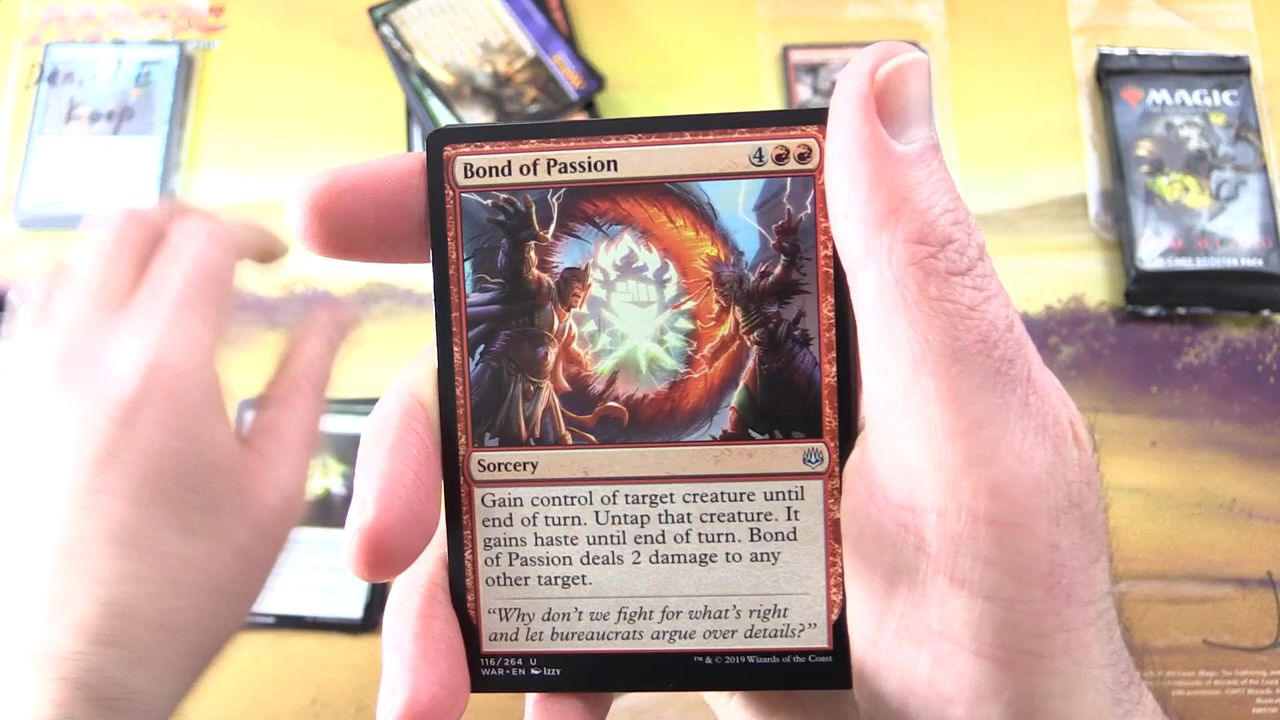 Keep
MAGIC
Bond of Passion 4
Sorcery
Gain control of target creature until
end of turn. Untap that creature. It
gains haste until end of turn. Bond
of Passion deals 2 damage to any
other target.
“Why don’t we fight for what’s right
and let bureaucrats argue over details?”
116/264 U
WAR • EN Izzy
™ & © 2019 Wizards of the Coast